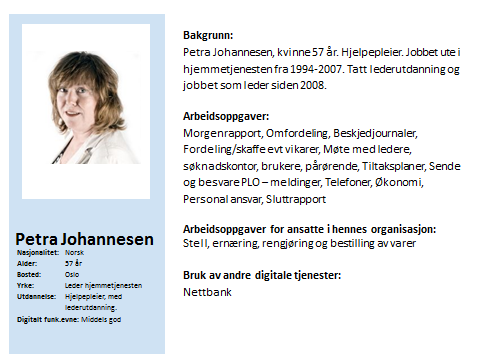 Petra Johannesen
Nasjonalitet: Norsk
Alder: 57 år
Bosted: Oslo
Yrke: Leder hjemmetjenesten
Utdannelse: Hjelpepleier, med
lederutdanning.
Digitalt funk.evne: Middels god
Bakgrunn:
Petra Johannesen, kvinne 57 år. Hjelpepleier. Jobbet ute i
hjemmetjenesten fra 1994-2007. Tatt lederutdanning og
jobbet som leder siden 2008.
Arbeidsoppgaver:
Morgenrapport, Omfordeling, Beskjedjournaler,
Fordeling/skaffe evt vikarer, Møte med ledere,
søknadskontor, brukere, pårørende, Tiltaksplaner, Sende
og besvare PLO – meldinger, Telefoner, Økonomi,
Personal ansvar, Sluttrapport
Arbeidsoppgaver for ansatte i hennes organisasjon:
Stell, ernæring, rengjøring og bestilling av varer
Bruk av andre digitale tjenester:
Nettbank